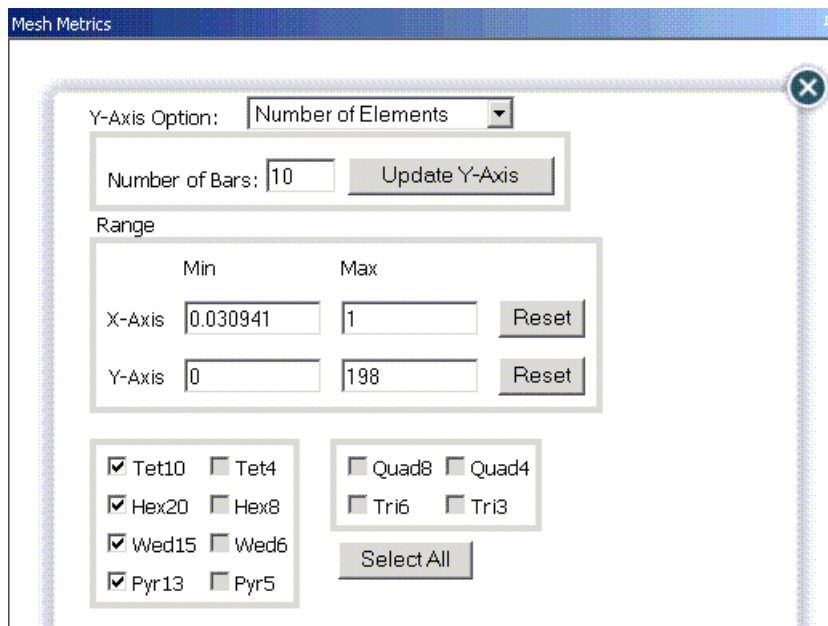 Mesh Metrics
Y-Axis Option: Number of Elements
Number of Bars: 10 Update Y-Axis
Range
Min Max
X-Axis 0.030941 1 Reset
Y-Axis 0 198 Reset
Tet10 Tet4 Quad8 Quad4
Hex20 Hex8 Tri6 Tri3
Wed15 Wed6
Select All
Pyr13 Pyr5